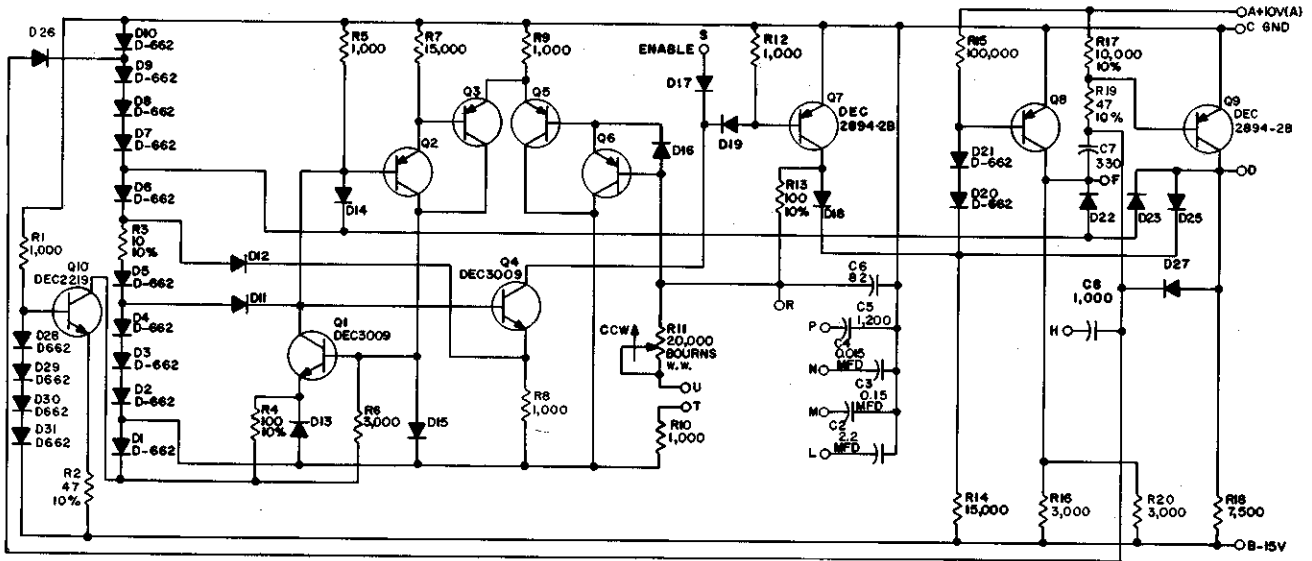 D26
D10
D-662
D9
D-662
D8
D-662
D7
D-662
D6
D-662
R3
10
10%
D5
D-662
D4
D-662
D3
D-662
D2
D-662
D1
D-662
R1
1,000
Q10
DEC2219
D28
D662
D29
D662
D30
D662
D31
D662
R2
47
10%
R5
1,000
R7
15,000
R9
1,000
Q3
Q5
Q2
Q6
D14
D16
D12
D11
Q4
DEC3009
Q1
DEC3009
R4
100
10%
D13
R6
3,000
D15
R8
1,000
S
ENABLE
D17
R12
1,000
D19
Q7
DEC
2894-2B
R13
100
10%
D18
R
C6
82
CCW
R11
20,000
BOURNS
W.W.
U
T
R10
1,000
P
C5
1,200
N
C4
0.015
MFD
M
C3
0.15
MFD
L
C2
2.2
MFD
R15
100,000
Q8
D21
D-662
D20
D-662
R17
10,000
10%
R19
47
10%
C7
330
F
D22
D23
D25
D27
Q9
DEC
2894-2B
A+10V(A)
C GND
D
C8
1,000
H
R14
15,000
R16
3,000
R20
3,000
R18
7,500
B-15V